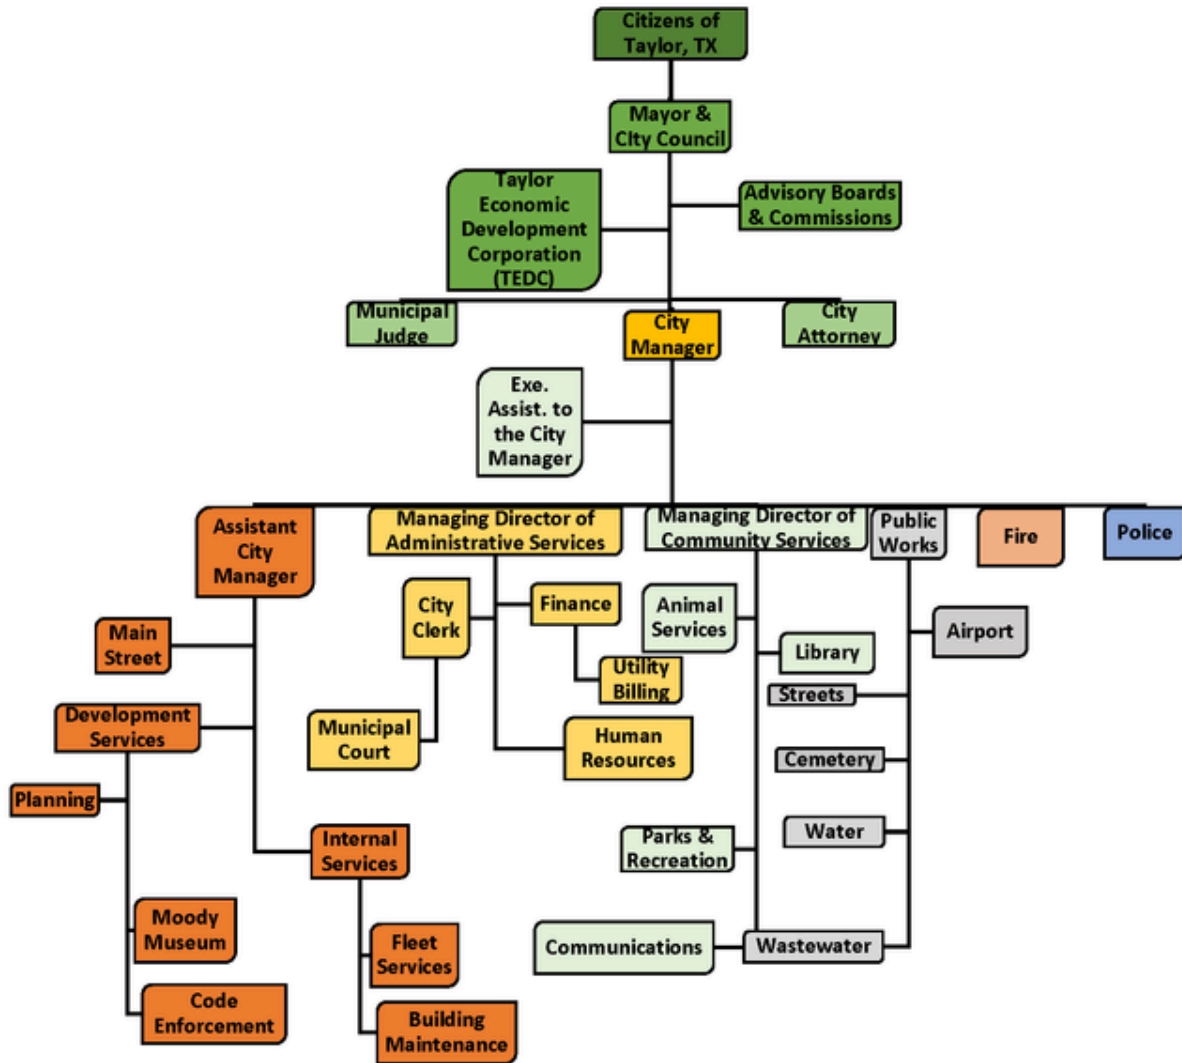 Citizens of
Taylor, TX
Mayor &
CIty Council
Taylor
Economic
Development
Corporation
(TEDC)
Advisory Boards
& Commissions
Municipal
Judge
City
Manager
City
Attorney
Exe.
Assist. to
the City
Manager
Assistant
City
Manager
Managing Director of
Administrative Services
Managing Director of
Community Services
Public
Works
Fire
Police
Main
Street
City
Clerk
Finance
Animal
Services
Library
Airport
Utility
Billing
Streets
Development
Services
Municipal
Court
Human
Resources
Cemetery
Planning
Internal
Services
Parks &
Recreation
Water
Moody
Museum
Fleet
Services
Communications
Wastewater
Code
Enforcement
Building
Maintenance